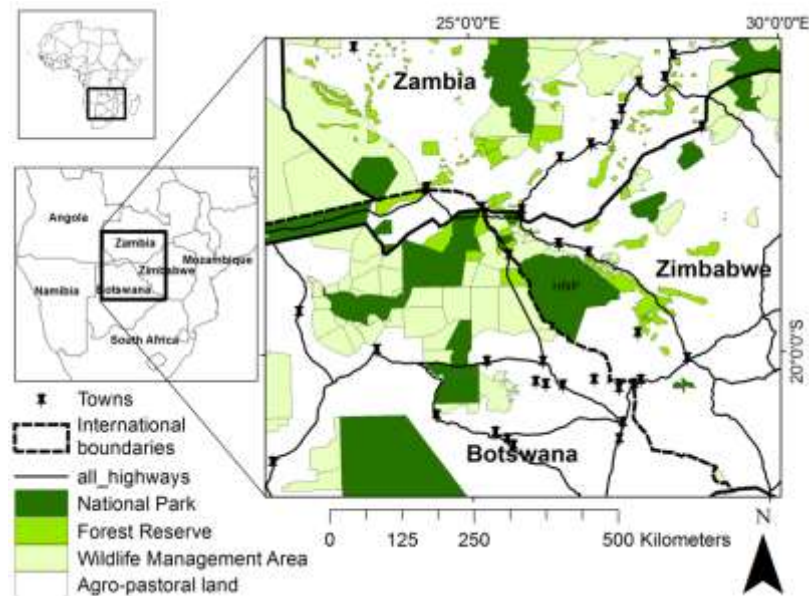 25°0'0"E
30°0'0"E
Zambia
Angola
Zambia
Zimbabwe
Mozambique
Namibia
Botswana
South Africa
HNP
Zimbabwe
20°0'0"S
Botswana
Towns
International
boundaries
all_highways
National Park
Forest Reserve
Wildlife Management Area
Agro-pastoral land
0 125 250 500 Kilometers
N